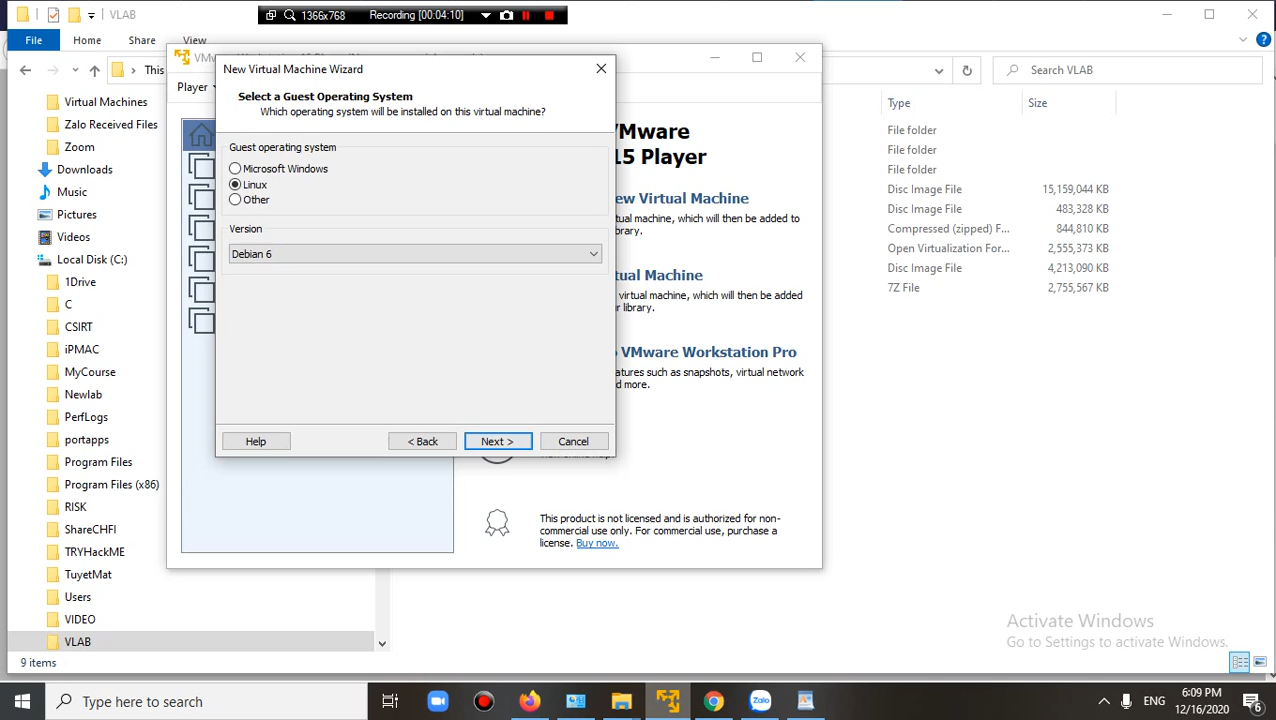 VLAB
1366x768
Recording [00:04:10]
File
Home
Share
View
This
Search VLAB
Virtual Machines
Zalo Received Files
Zoom
Downloads
Music
Pictures
Videos
Local Disk (C:)
1Drive
C
CSIRT
iPMAC
MyCourse
Newlab
PerfLogs
portapps
Program Files
Program Files (x86)
RISK
ShareCHFI
TRYHackME
TuyetMat
Users
VIDEO
VLAB
9 items
Player
New Virtual Machine Wizard
Select a Guest Operating System
Which operating system will be installed on this virtual machine?
Guest operating system
Microsoft Windows
Linux
Other
Version
Debian 6
Help
< Back
Next >
Cancel
VMware
15 Player
ew Virtual Machine
tual machine, which will then be added to
rary.
tual Machine
virtual machine, which will then be added
ur library.
VMware Workstation Pro
atures such as snapshots, virtual network
d more.
This product is not licensed and is authorized for non-
commercial use only. For commercial use, purchase a
license. Buy now.
Type
Size
File folder
File folder
File folder
Disc Image File
15,159,044 KB
Disc Image File
483,328 KB
Compressed (zipped) F...
844,810 KB
Open Virtualization For...
2,555,373 KB
Disc Image File
4,213,090 KB
7Z File
2,755,567 KB
Activate Windows
Go to Settings to activate Windows.
Type here to search
Zalo
ENG
6:09 PM
12/16/2020
6